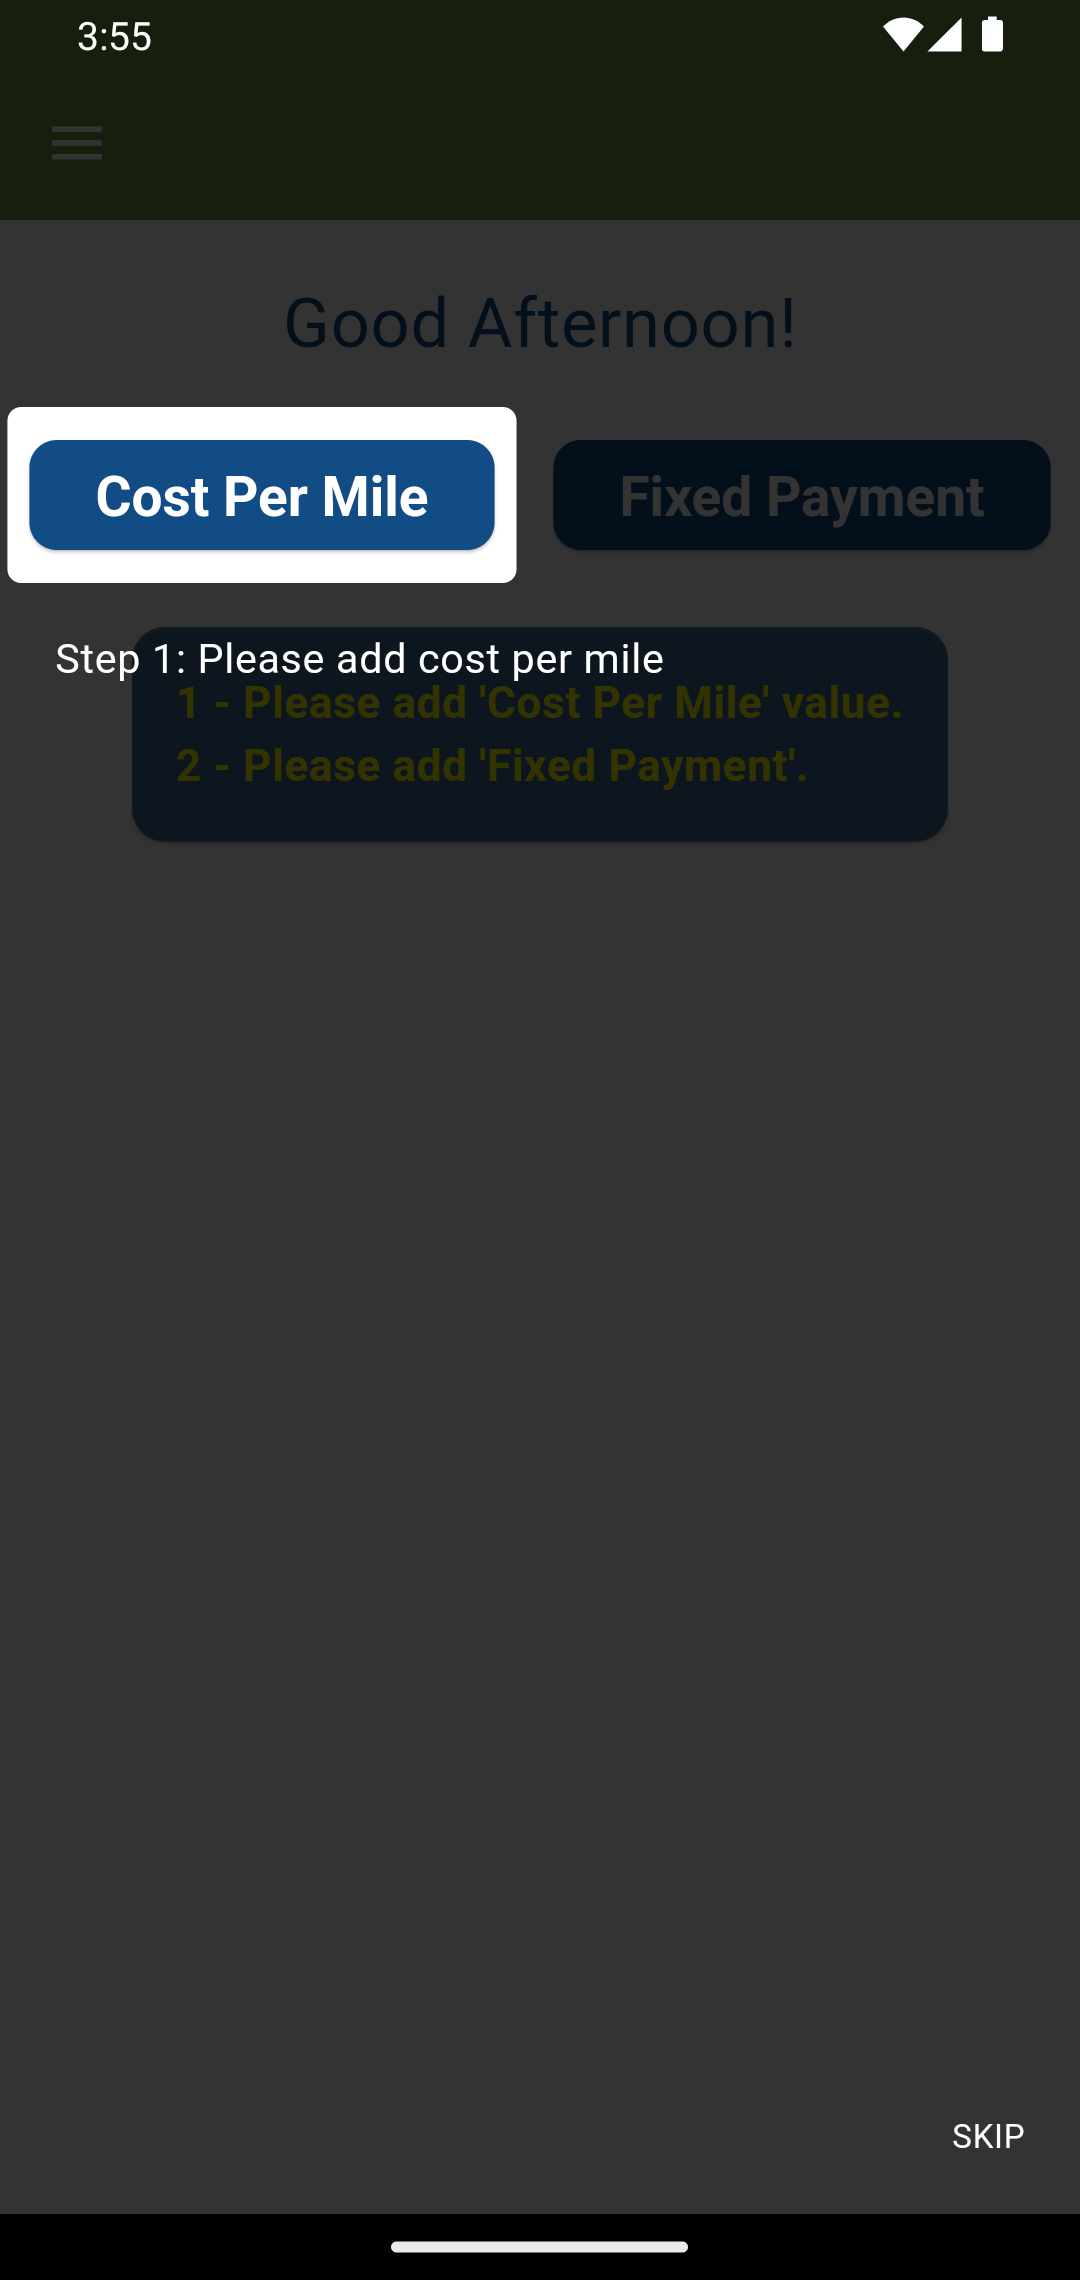 3:55
Good Afternoon!
Cost Per Mile
Fixed Payment
Step 1: Please add cost per mile
1 - Please add 'Cost Per Mile' value.
2 - Please add 'Fixed Payment'.
SKIP